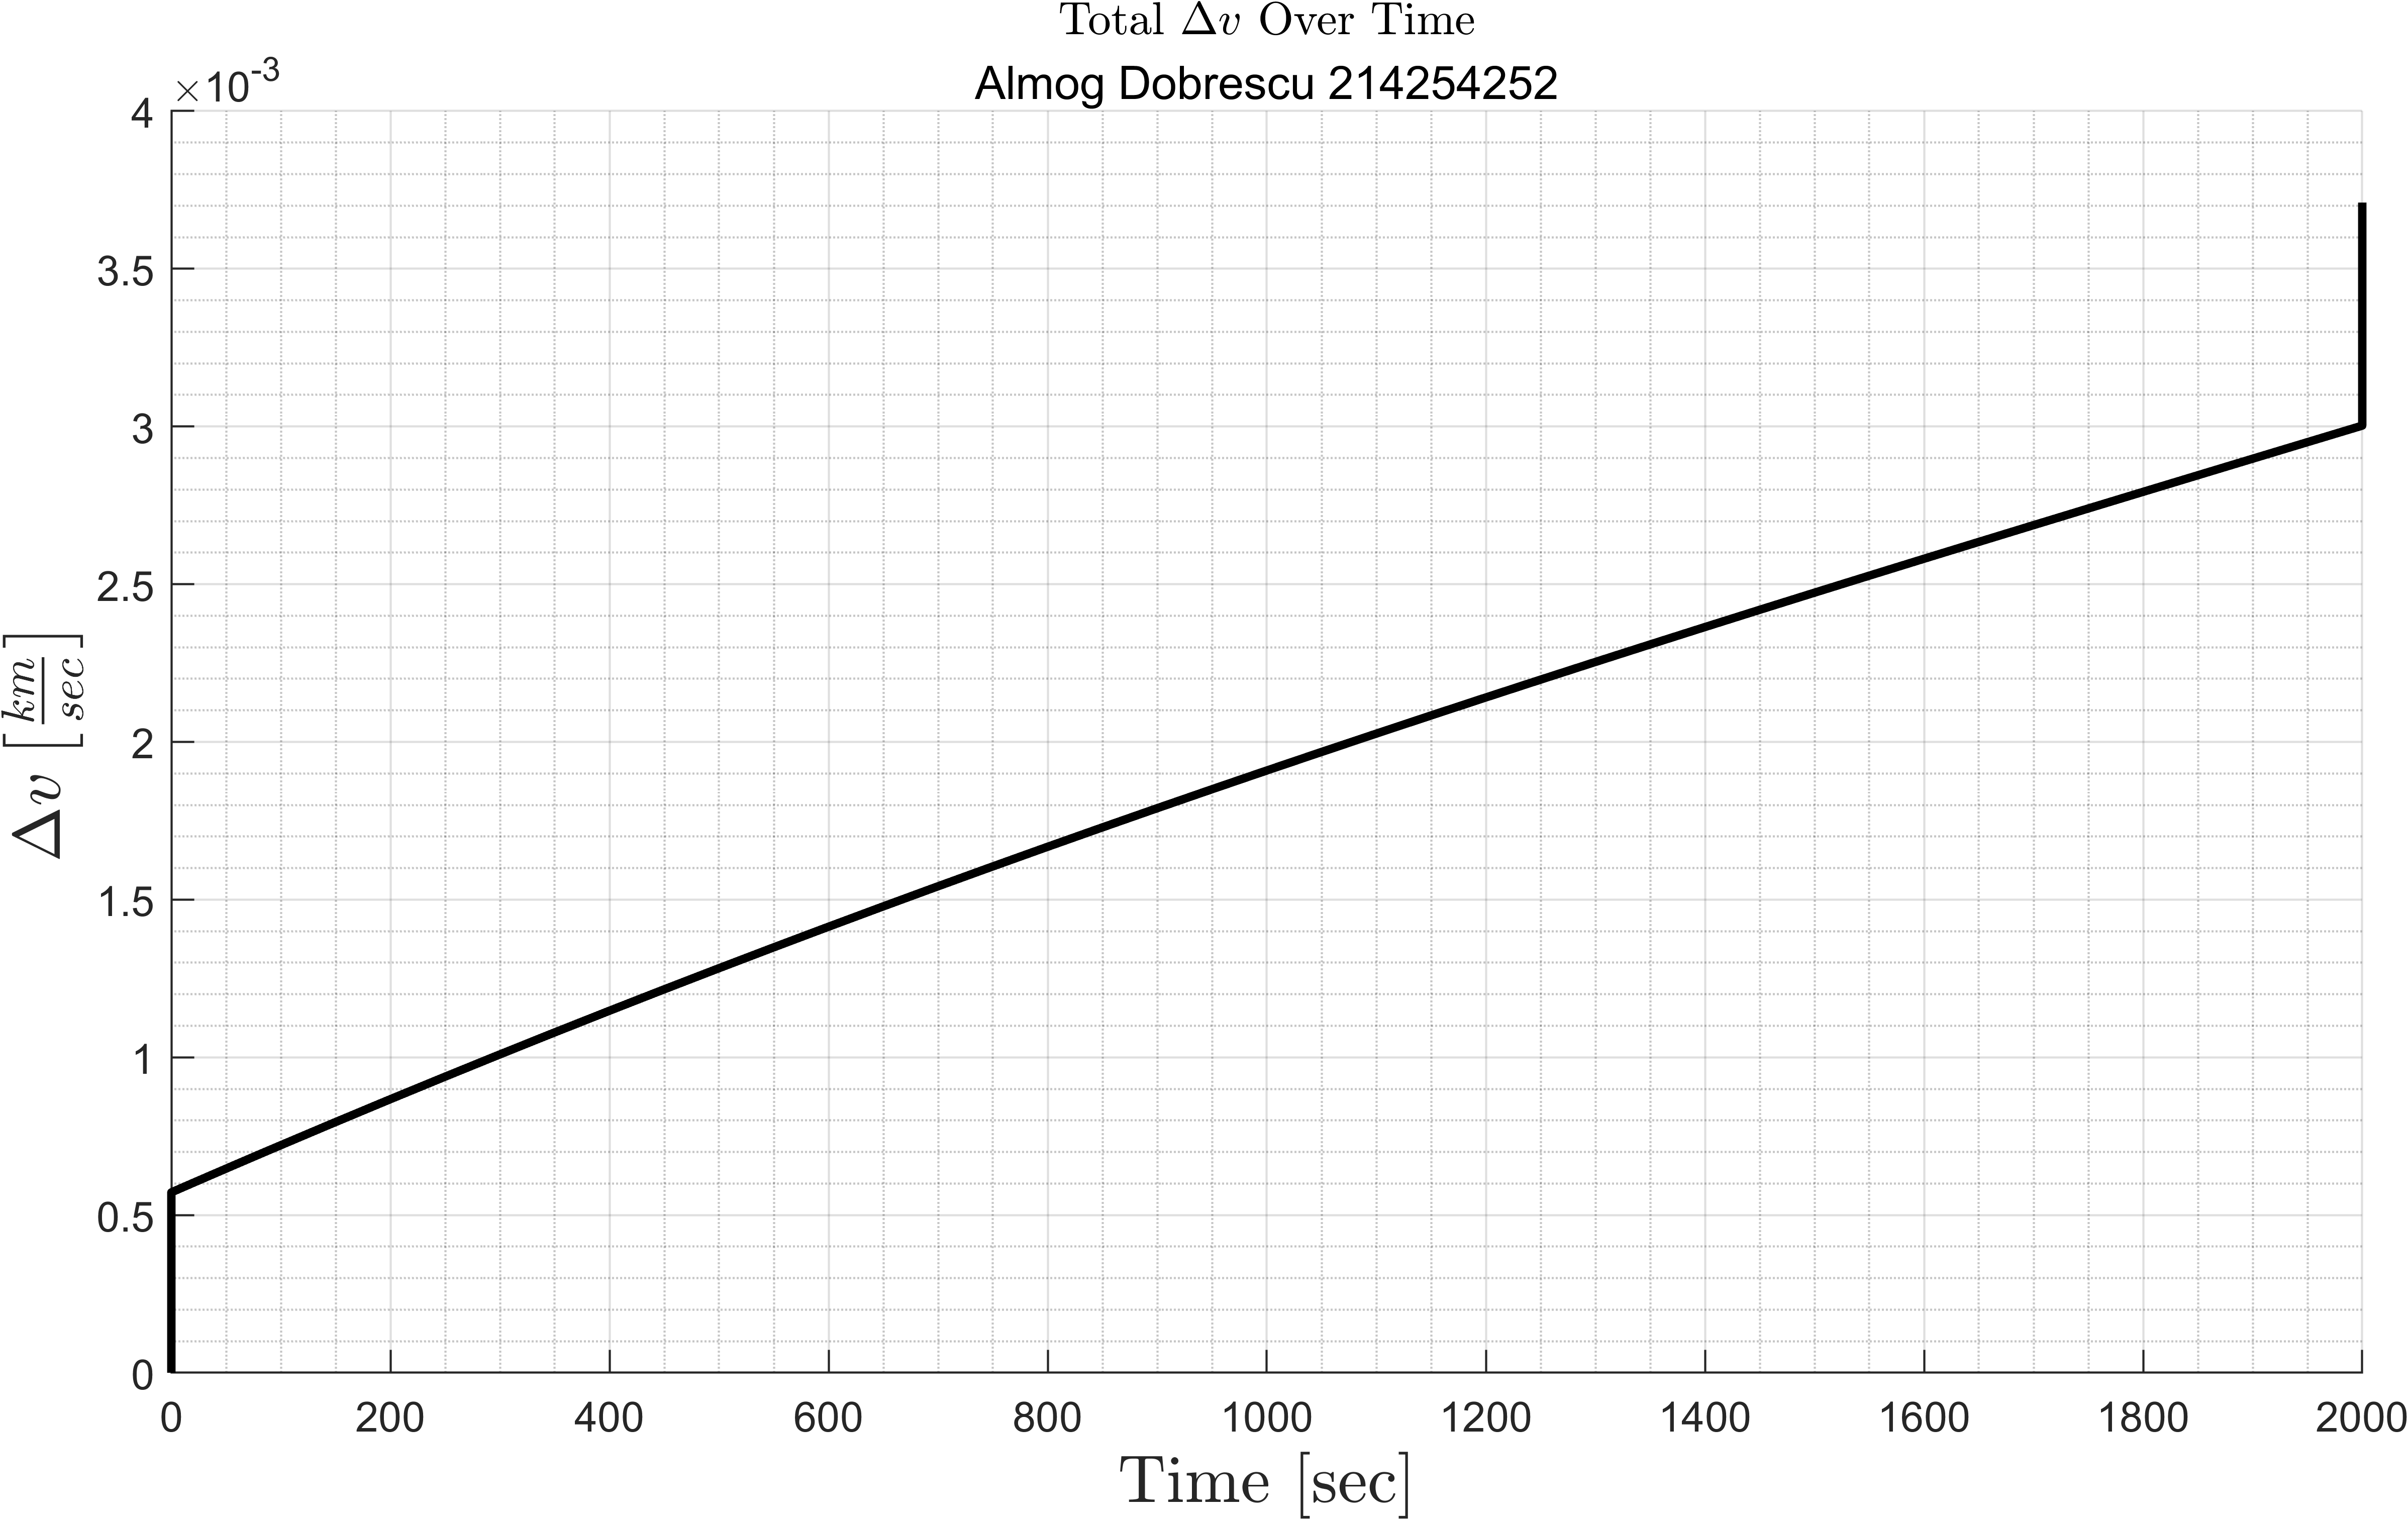 Total Δv Over Time
Almog Dobrescu 214254252
×10^-3
4
3.5
3
2.5
2
1.5
1
0.5
0
Δv [km/sec]
0 200 400 600 800 1000 1200 1400 1600 1800 2000
Time [sec]